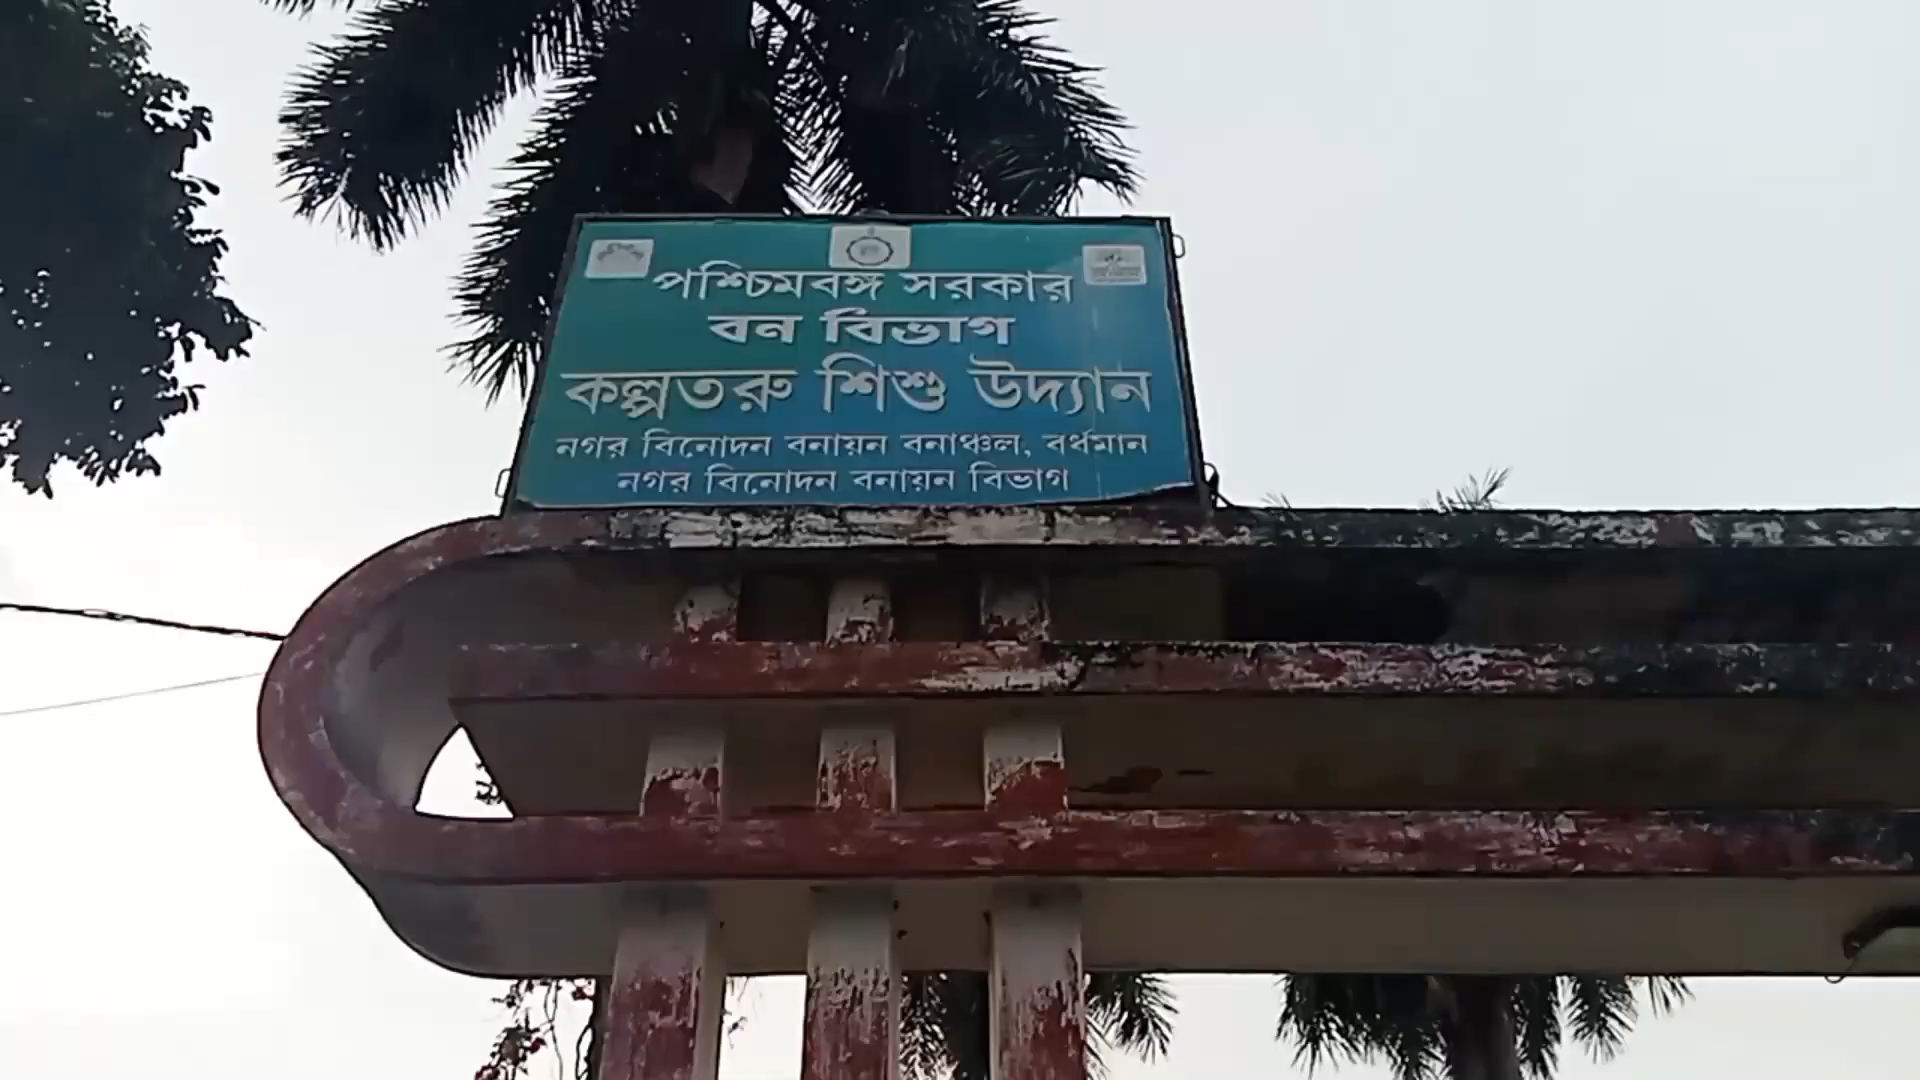 পশ্চিমবঙ্গ সরকার
বন বিভাগ
কল্পতরু শিশু উদ্যান
নগর বিনোদন বনায়ন বনাঞ্চল, বর্ধমান
নগর বিনোদন বনায়ন বিভাগ